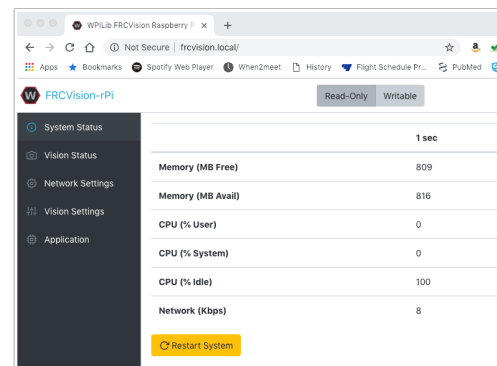 WPILib FRCVision Raspberry P
Not Secure | frcvision.local/
Apps Bookmarks Spotify Web Player When2meet History Flight Schedule Pr... PubMed
FRCVision-rPi Read-Only Writable
System Status
1 sec
Vision Status
Memory (MB Free) 809
Network Settings
Memory (MB Avail) 816
Vision Settings
CPU (% User) 0
Application
CPU (% System) 0
CPU (% Idle) 100
Network (Kbps) 8
Restart System